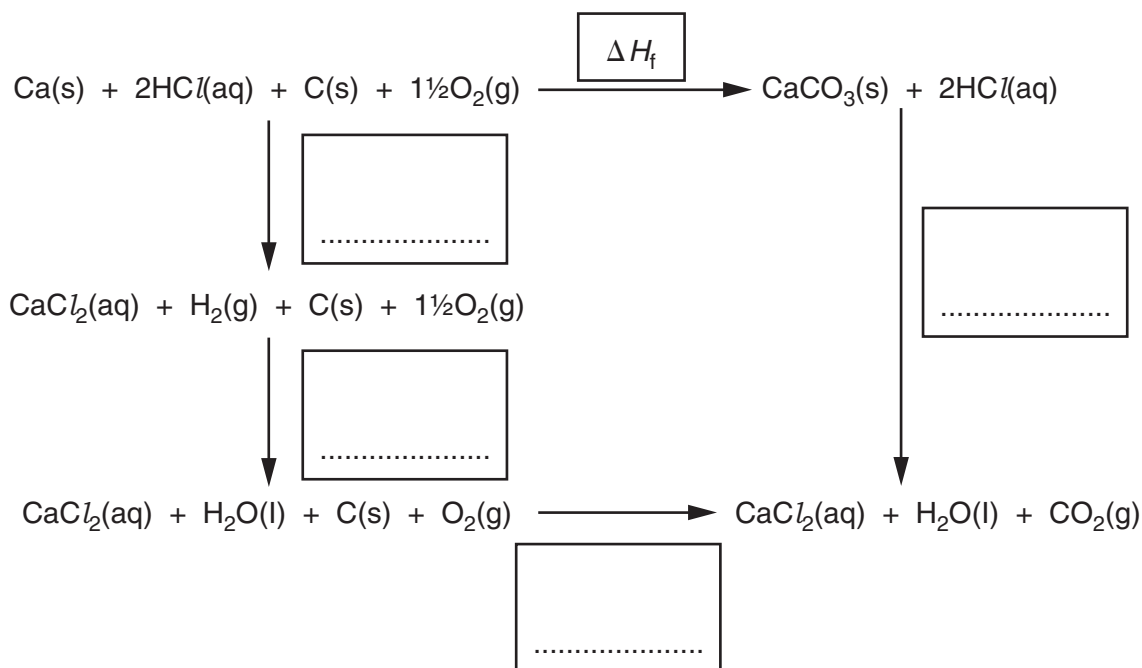 ΔH_f
Ca(s) + 2HCl(aq) + C(s) + 1½O₂(g) CaCO₃(s) + 2HCl(aq)
.....................
.....................
CaCl₂(aq) + H₂(g) + C(s) + 1½O₂(g)
.....................
CaCl₂(aq) + H₂O(l) + C(s) + O₂(g) CaCl₂(aq) + H₂O(l) + CO₂(g)
.....................